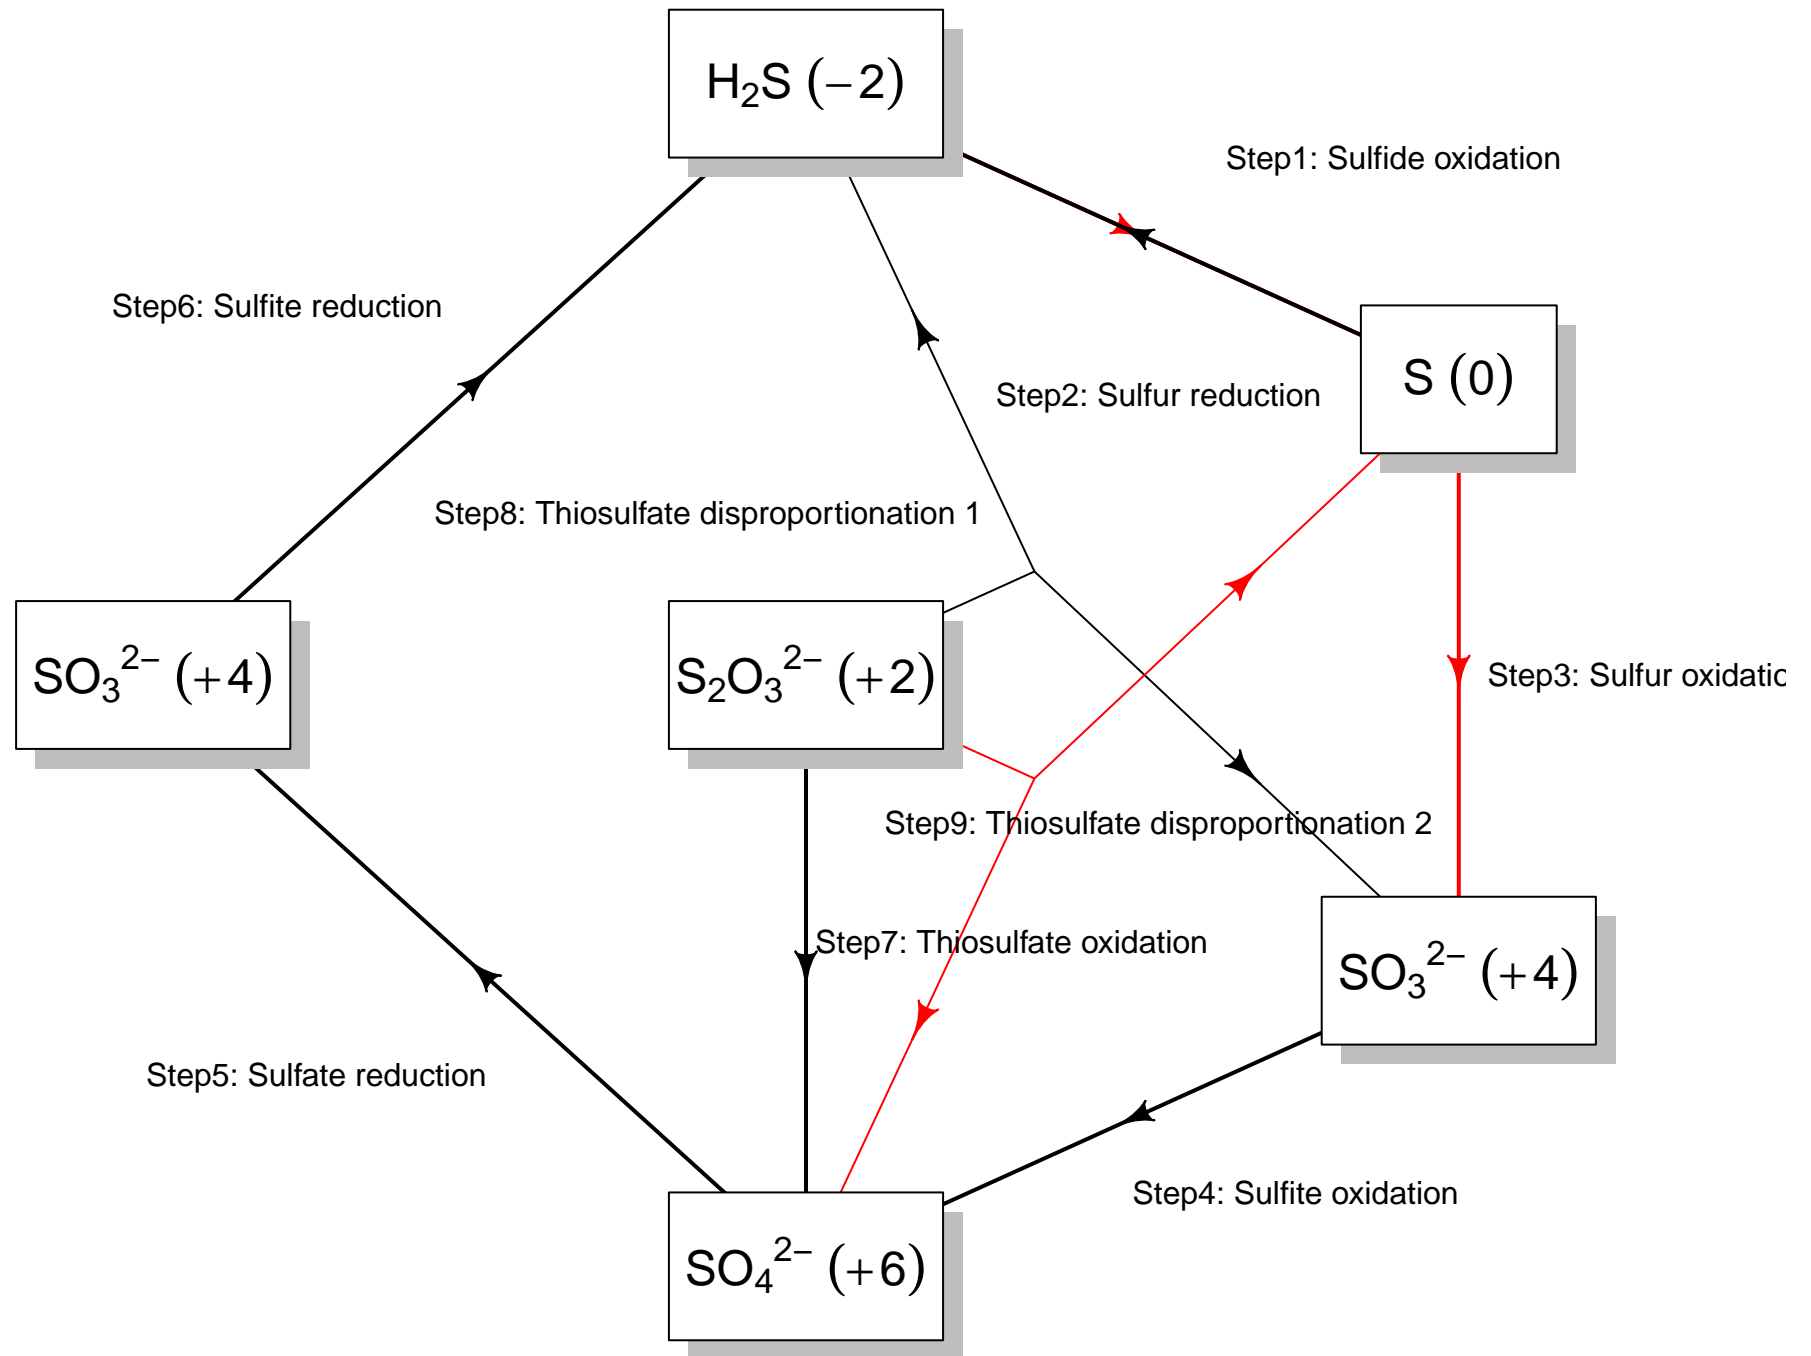 H₂S (−2)
Step1: Sulfide oxidation
Step6: Sulfite reduction
S (0)
Step2: Sulfur reduction
Step8: Thiosulfate disproportionation 1
SO₃²⁻ (+4)
S₂O₃²⁻ (+2)
Step3: Sulfur oxidatio
Step9: Thiosulfate disproportionation 2
Step7: Thiosulfate oxidation
SO₃²⁻ (+4)
Step5: Sulfate reduction
Step4: Sulfite oxidation
SO₄²⁻ (+6)